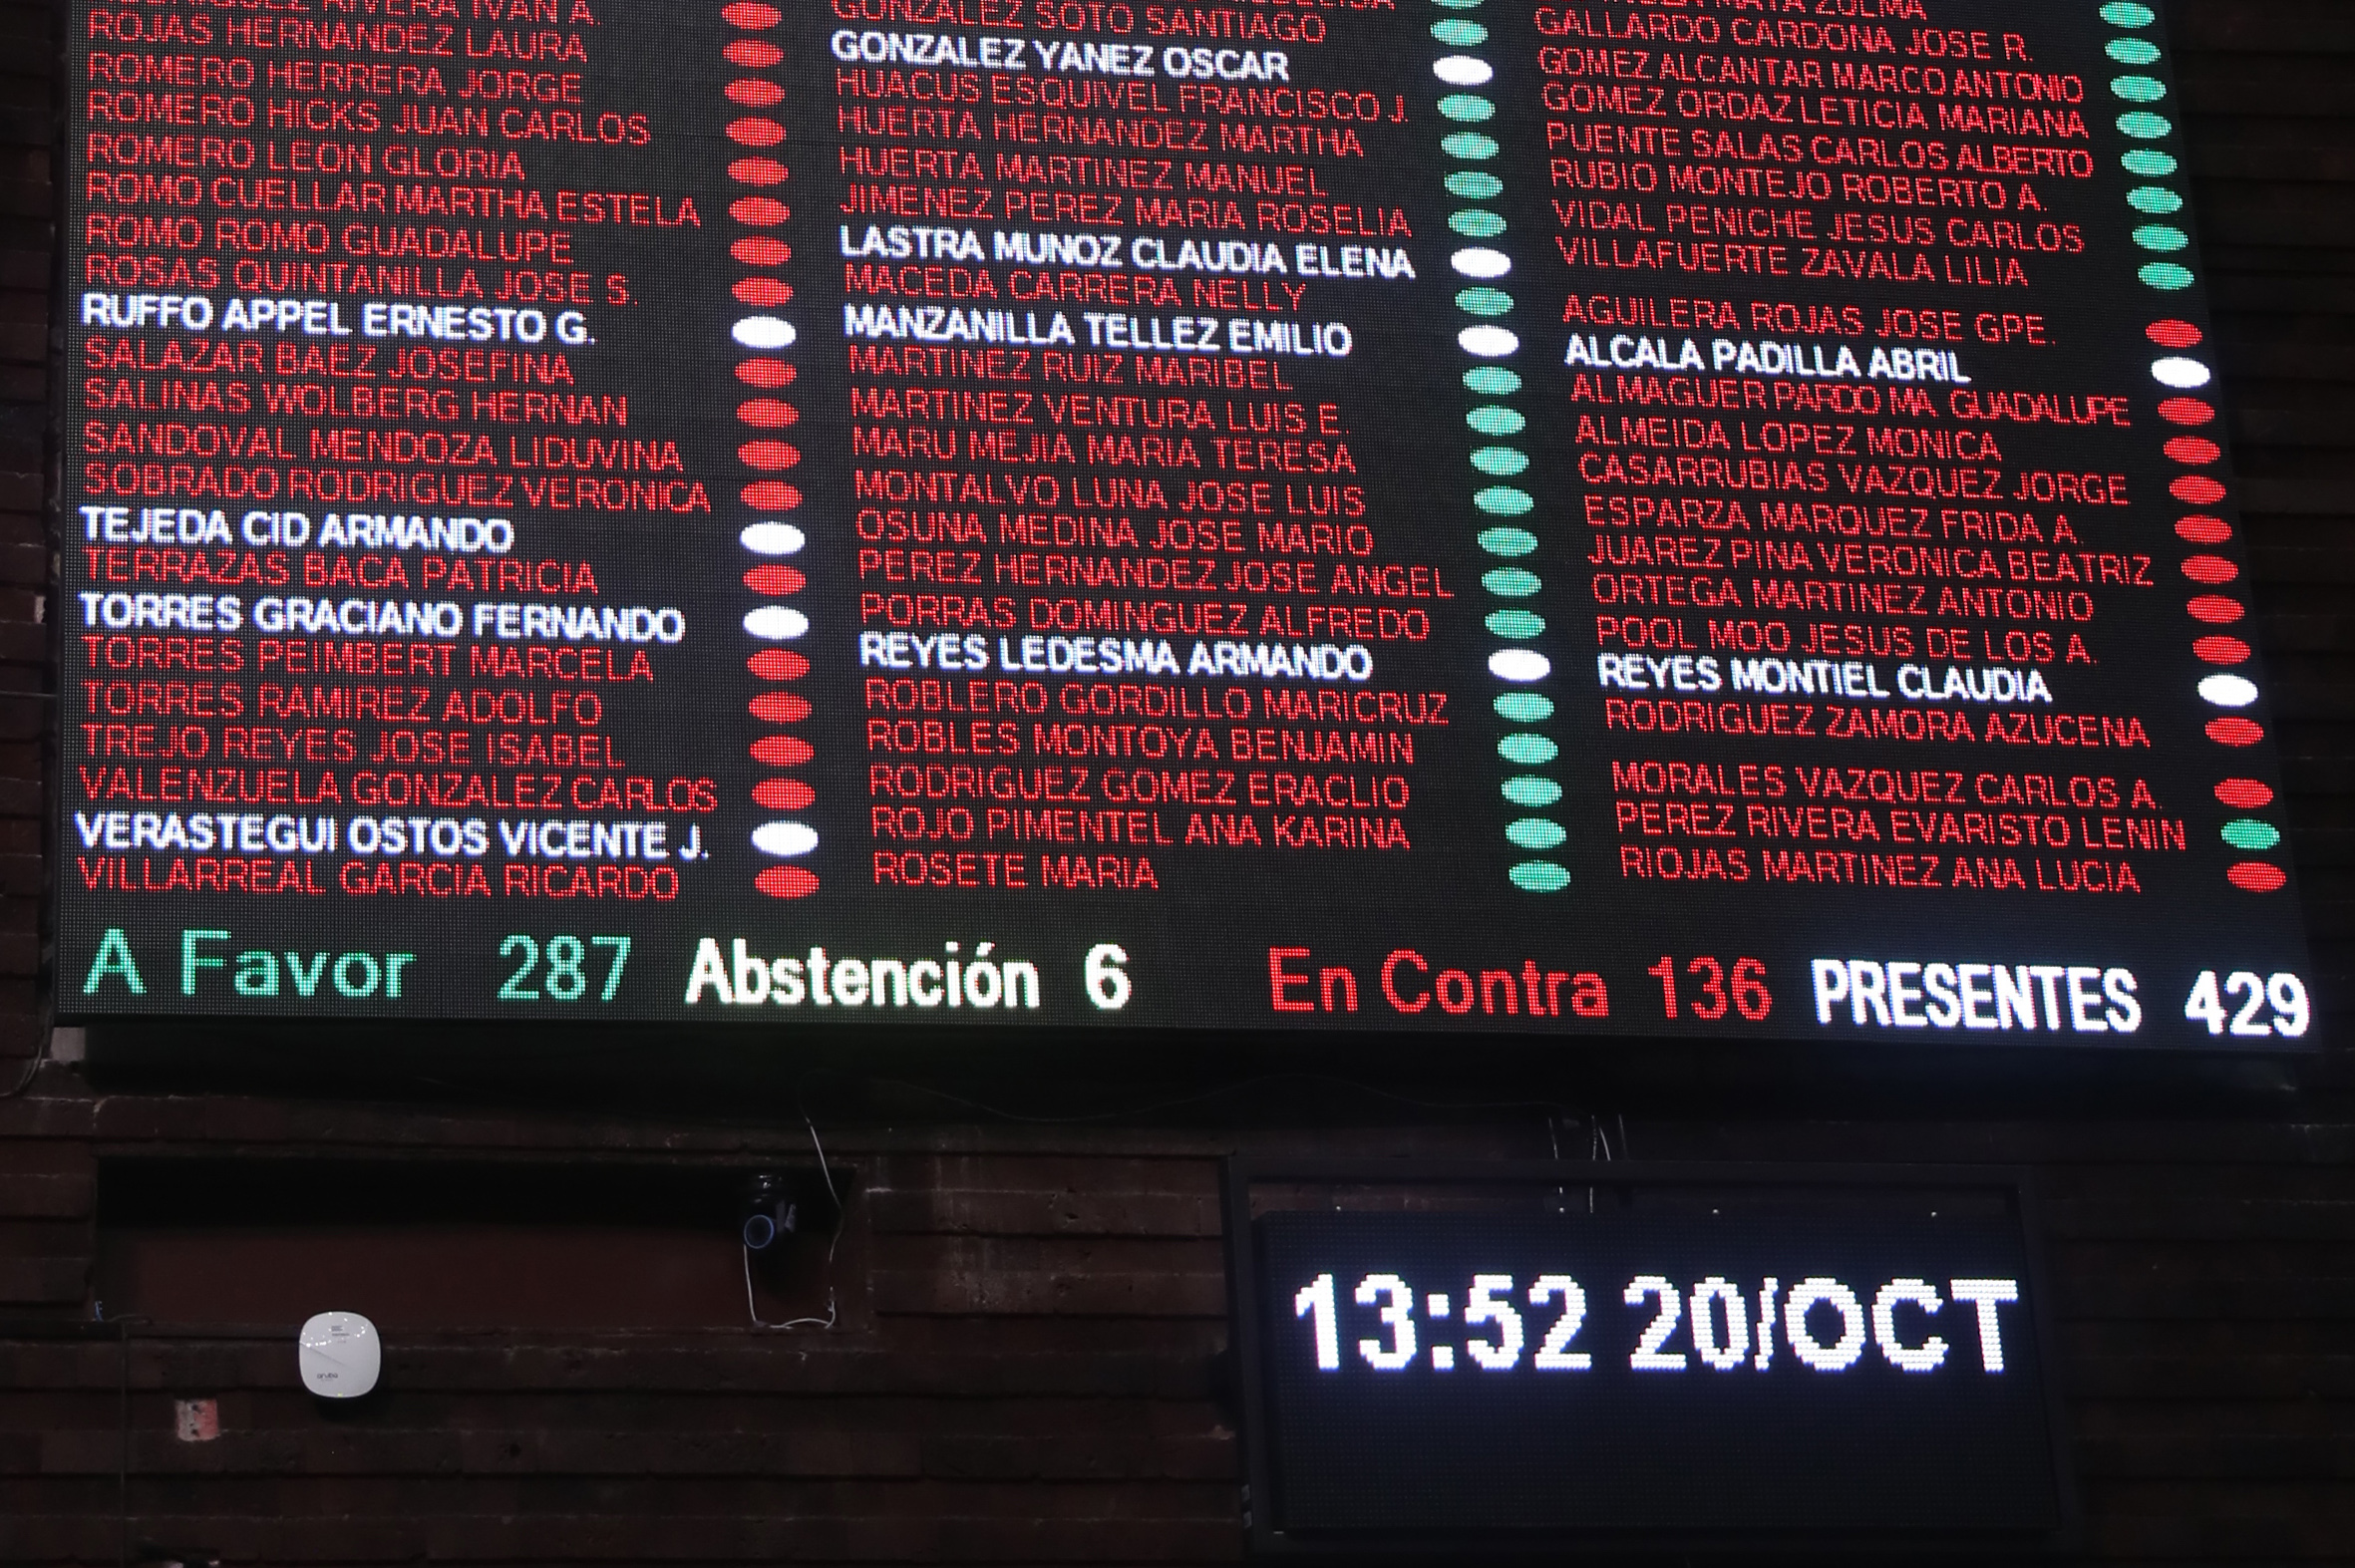 RIVERA IVAN A
ROJAS HERNANDEZ LAURA
ROMERO HERRERA JORGE
ROMERO HICKS JUAN CARLOS
ROMERO LEON GLORIA
ROMO CUELLAR MARTHA ESTELA
ROMO ROMO GUADALUPE
ROSAS QUINTANILLA JOSE S.
RUFFO APPEL ERNESTO G.
SALAZAR BAEZ JOSEFINA
SALINAS WOLBERG HERNAN
SANDOVAL MENDOZA LIDUVINA
SOBRADO RODRIGUEZ VERONICA
TEJEDA CID ARMANDO
TERRAZAS BACA PATRICIA
TORRES GRACIANO FERNANDO
TORRES PEIMBERT MARCELA
TORRES RAMIREZ ADOLFO
TREJO REYES JOSE ISABEL
VALENZUELA GONZALEZ CARLOS
VERASTEGUI OSTOS VICENTE J.
VILLARREAL GARCIA RICARDO
GONZALEZ SOTO SANTIAGO
GONZALEZ YANEZ OSCAR
HUACUS ESQUIVEL FRANCISCO J.
HUERTA HERNANDEZ MARTHA
HUERTA MARTINEZ MANUEL
JIMENEZ PEREZ MARIA ROSELIA
LASTRA MUNOZ CLAUDIA ELENA
MACEDA CARRERA NELLY
MANZANILLA TELLEZ EMILIO
MARTINEZ RUIZ MARIBEL
MARTINEZ VENTURA LUIS E.
MARU MEJIA MARIA TERESA
MONTALVO LUNA JOSE LUIS
OSUNA MEDINA JOSE MARIO
PEREZ HERNANDEZ JOSE ANGEL
PORRAS DOMINGUEZ ALFREDO
REYES LEDESMA ARMANDO
ROBLERO GORDILLO MARICRUZ
ROBLES MONTOYA BENJAMIN
RODRIGUEZ GOMEZ ERACLIO
ROJO PIMENTEL ANA KARINA
ROSETE MARIA
MAYA ZULMA
GALLARDO CARDONA JOSE R.
GOMEZ ALCANTAR MARCO ANTONIO
GOMEZ ORDAZ LETICIA MARIANA
PUENTE SALAS CARLOS ALBERTO
RUBIO MONTEJO ROBERTO A.
VIDAL PENICHE JESUS CARLOS
VILLAFUERTE ZAVALA LILIA
AGUILERA ROJAS JOSE GPE.
ALCALA PADILLA ABRIL
ALMAGUER PARDO MA. GUADALUPE
ALMEIDA LOPEZ MONICA
CASARRUBIAS VAZQUEZ JORGE
ESPARZA MARQUEZ FRIDA A.
JUAREZ PINA VERONICA BEATRIZ
ORTEGA MARTINEZ ANTONIO
POOL MOO JESUS DE LOS A.
REYES MONTIEL CLAUDIA
RODRIGUEZ ZAMORA AZUCENA
MORALES VAZQUEZ CARLOS A.
PEREZ RIVERA EVARISTO LENIN
RIOJAS MARTINEZ ANA LUCIA
A Favor 287 Abstención 6 En Contra 136 PRESENTES 429
13:52 20/OCT
aruba